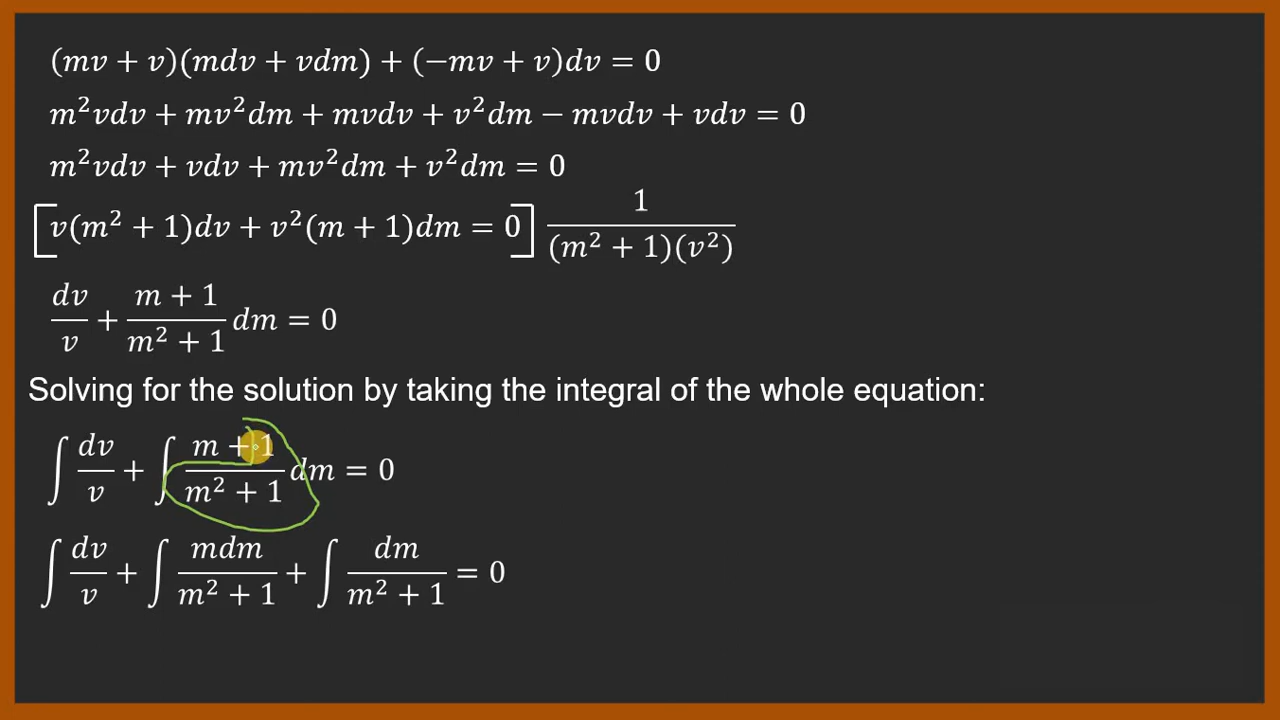 (mv + v)(mdv + vdm) + (−mv + v)dv = 0
m²vdv + mv²dm + mvdv + v²dm − mvdv + vdv = 0
m²vdv + vdv + mv²dm + v²dm = 0
[v(m² + 1)dv + v²(m + 1)dm = 0] 1/((m² + 1)(v²))
dv/v + (m + 1)/(m² + 1) dm = 0
Solving for the solution by taking the integral of the whole equation:
∫ dv/v + ∫ (m + 1)/(m² + 1) dm = 0
∫ dv/v + ∫ mdm/(m² + 1) + ∫ dm/(m² + 1) = 0